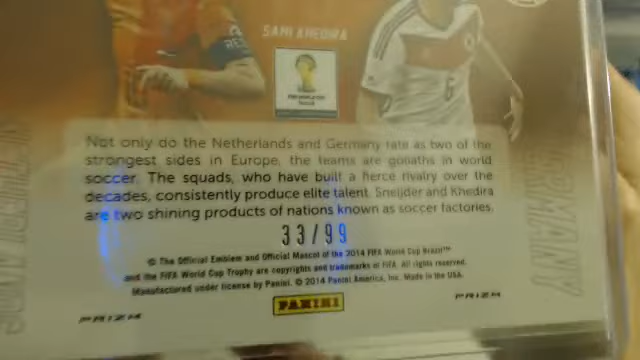 SAMI KHEDIRA
Not only do the Netherlands and Germany rate as two of the
strongest sides in Europe, the teams are goliaths in world
soccer. The squads, who have built a fierce rivalry over the
decades, consistently produce elite talent. Sneijder and Khedira
are two shining products of nations known as soccer factories.
33/99
© The Official Emblem and Official Mascot of the 2014 FIFA World Cup Brazil™
and the FIFA World Cup Trophy are copyrights and trademarks of FIFA. All rights reserved.
Manufactured under license by Panini. © 2014 Panini America, Inc. Made in the USA.
PANINI
PRIZM
PRIZM